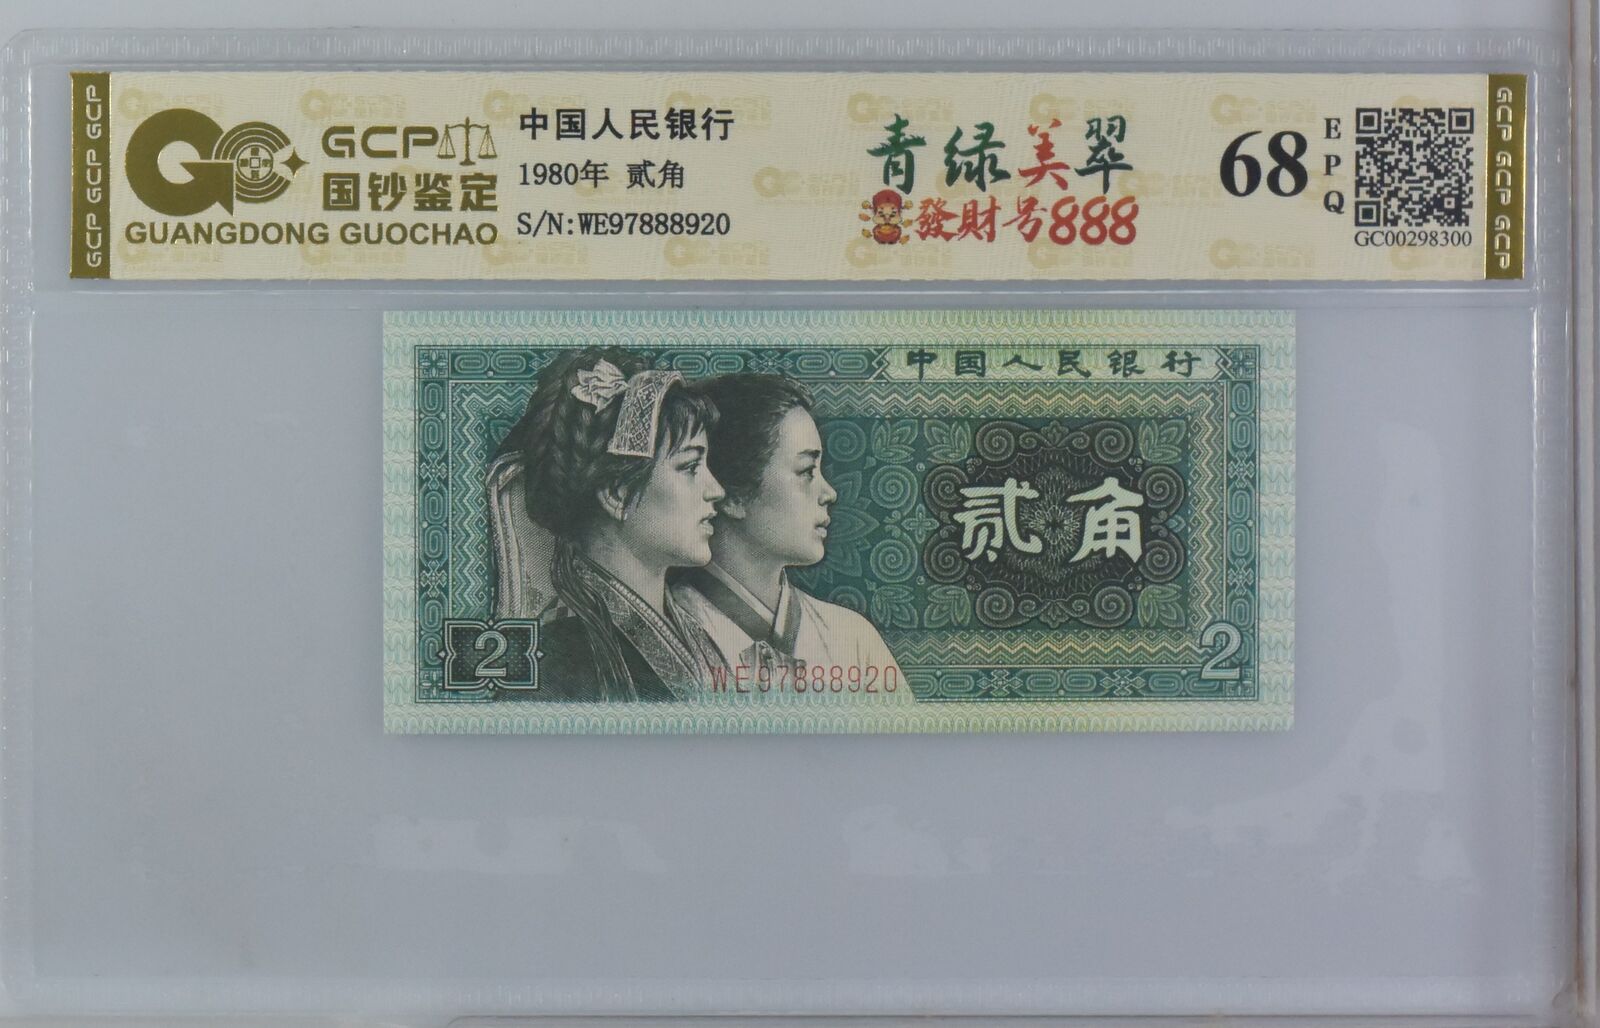 GCP GCP GCP
GCP
国钞鉴定
GUANGDONG GUOCHAO
中国人民银行
1980年 贰角
S/N:WE97888920
青绿美翠
發財号888
68
EPQ
GC00298300
GCP GCP GCP
中国人民银行
贰角
2
WE97888920
2